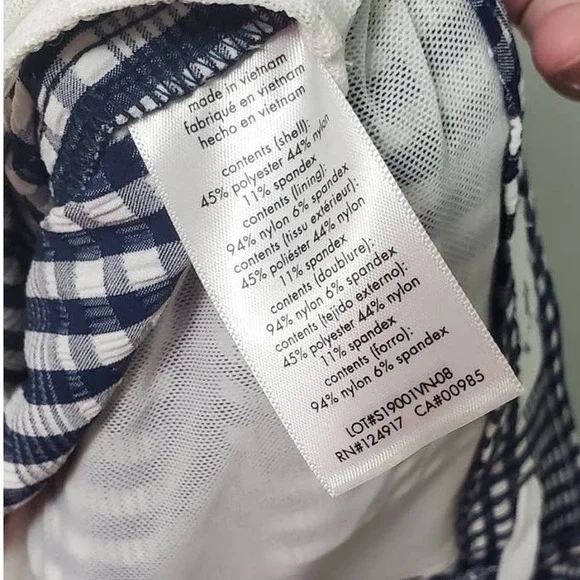 made in vietnam
fabriqué en vietnam
hecho en vietnam
contents (shell):
45% polyester 44% nylon
11% spandex
contents (lining):
94% nylon 6% spandex
contents (tissu extérieur):
45% poliéster 44% nylon
11% spandex
contents (doublure):
94% nylon 6% spandex
contents (tejido externo):
45% polyester 44% nylon
11% spandex
contents (forro):
94% nylon 6% spandex
LOT#S19001VN-08
RN#124917 CA#00985